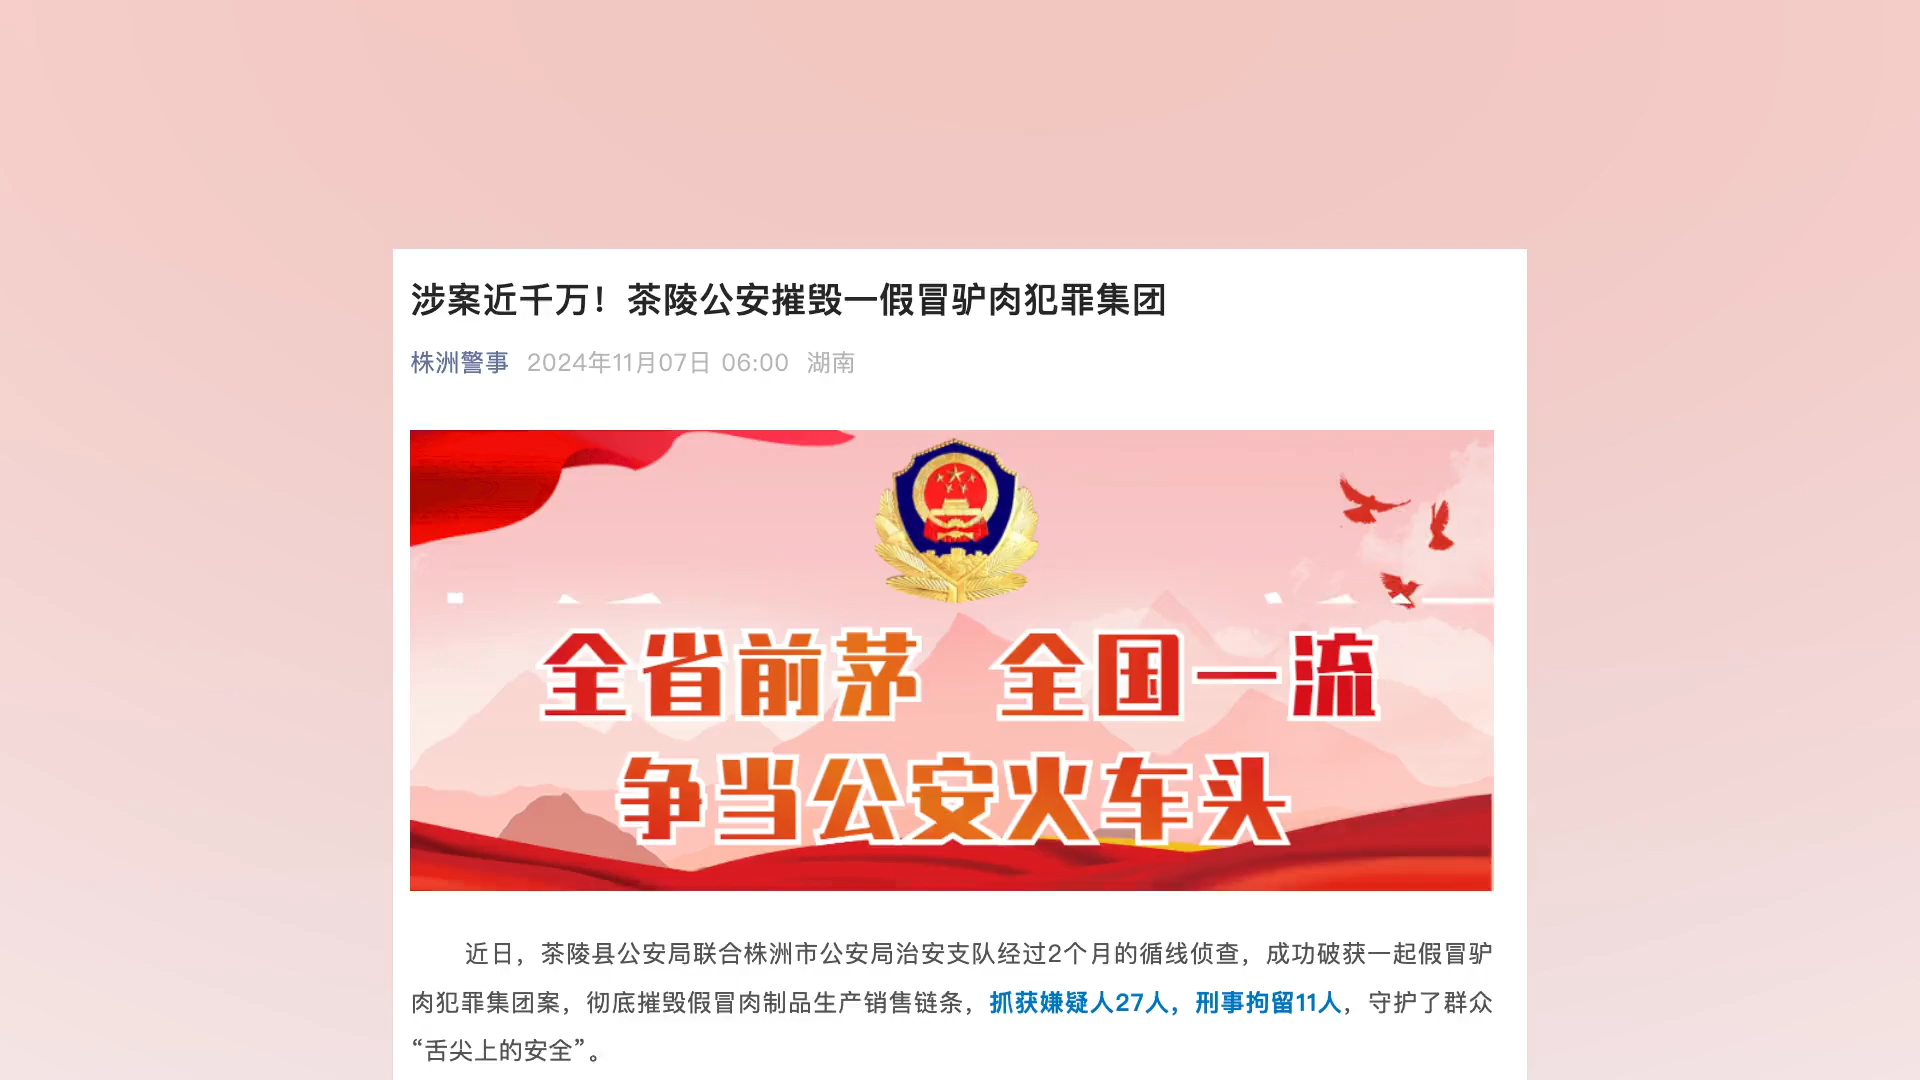 涉案近千万！茶陵公安摧毁一假冒驴肉犯罪集团
株洲警事 2024年11月07日 06:00 湖南
全省前茅 全国一流
争当公安火车头
近日，茶陵县公安局联合株洲市公安局治安支队经过2个月的循线侦查，成功破获一起假冒驴
肉犯罪集团案，彻底摧毁假冒肉制品生产销售链条，抓获嫌疑人27人，刑事拘留11人，守护了群众
“舌尖上的安全”。